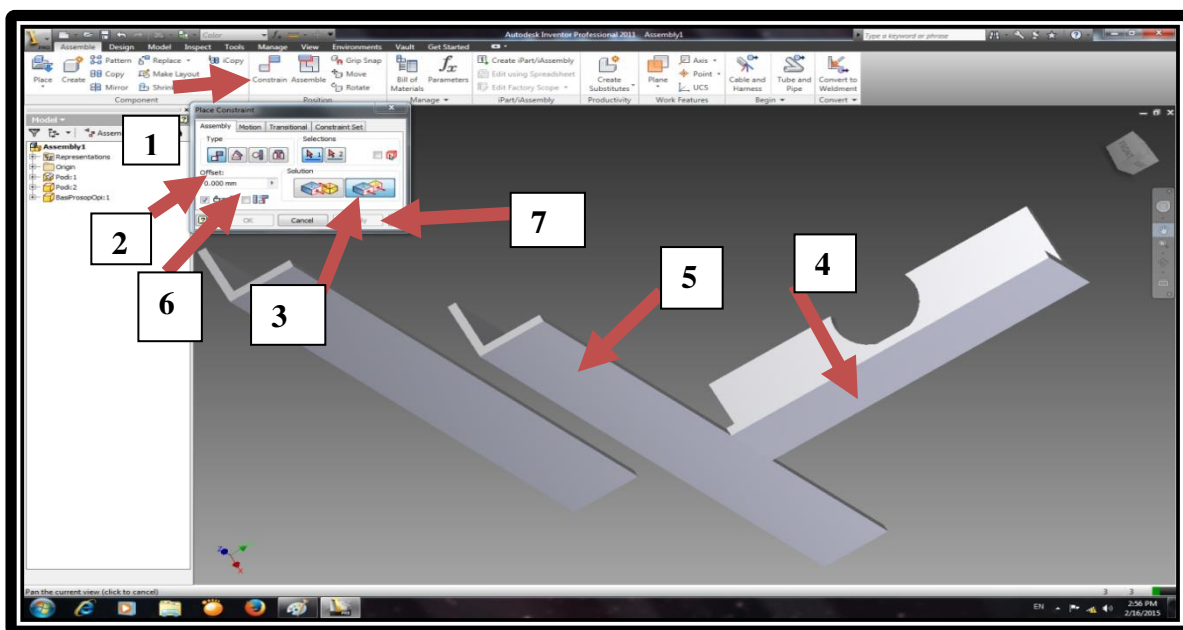 Color
Autodesk Inventor Professional 2011 Assembly1
Type a keyword or phrase
PRO Assemble Design Model Inspect Tools Manage View Environments Vault Get Started
Pattern Replace iCopy Grip Snap Create iPart/iAssembly Axis
Copy Make Layout Move Edit using Spreadsheet Point
Mirror Rotate Edit Factory Scope UCS
Place Create Constrain Assemble Bill of Materials Parameters Create Substitutes Plane Cable and Harness Tube and Pipe Convert to Weldment
Component Position Manage iPart/Assembly Productivity Work Features Begin Convert
Model
Assembly1
Representations
Origin
Podi:1
Podi:2
BasiProsopOpi:1
Place Constraint
Assembly Motion Transitional Constraint Set
Type Selections
1 2
Offset: Solution
0.000 mm
OK Cancel
1
2
3
4
5
6
7
Pan the current view (click to cancel)
3 3
EN 2:56 PM
2/16/2015